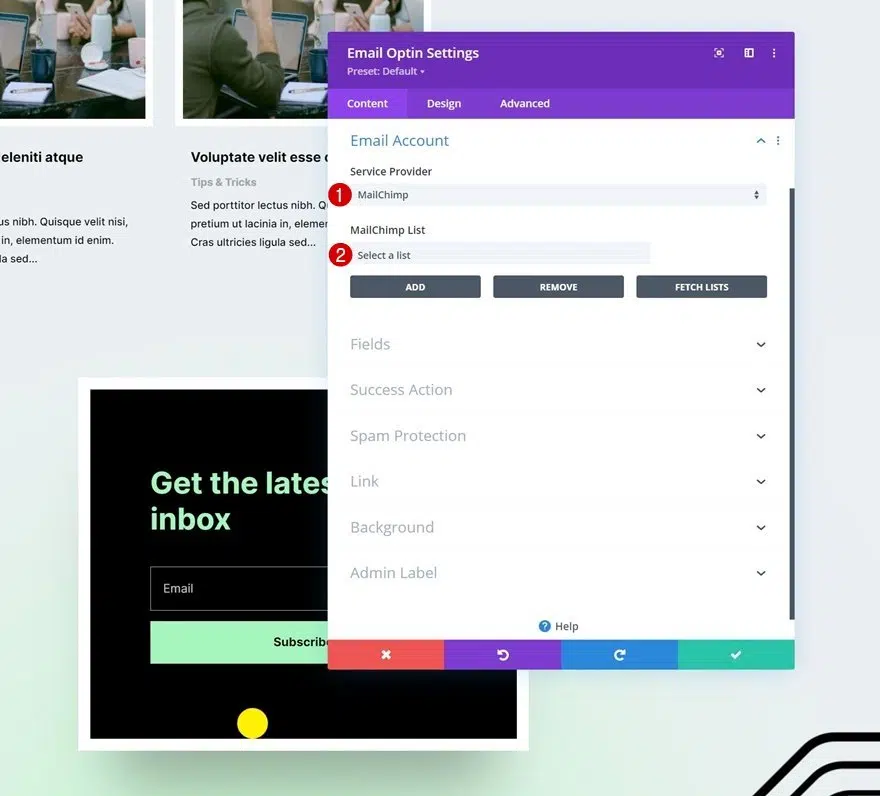 eleniti atque
us nibh. Quisque velit nisi,
in, elementum id enim.
la sed...
Voluptate velit esse
Tips & Tricks
Sed porttitor lectus nibh. Q
pretium ut lacinia in, elemen
Cras ultricies ligula sed...
Get the lates
inbox
Email
Subscribe
Email Optin Settings
Preset: Default
Content
Design
Advanced
Email Account
Service Provider
1
MailChimp
MailChimp List
2
Select a list
ADD
REMOVE
FETCH LISTS
Fields
Success Action
Spam Protection
Link
Background
Admin Label
? Help